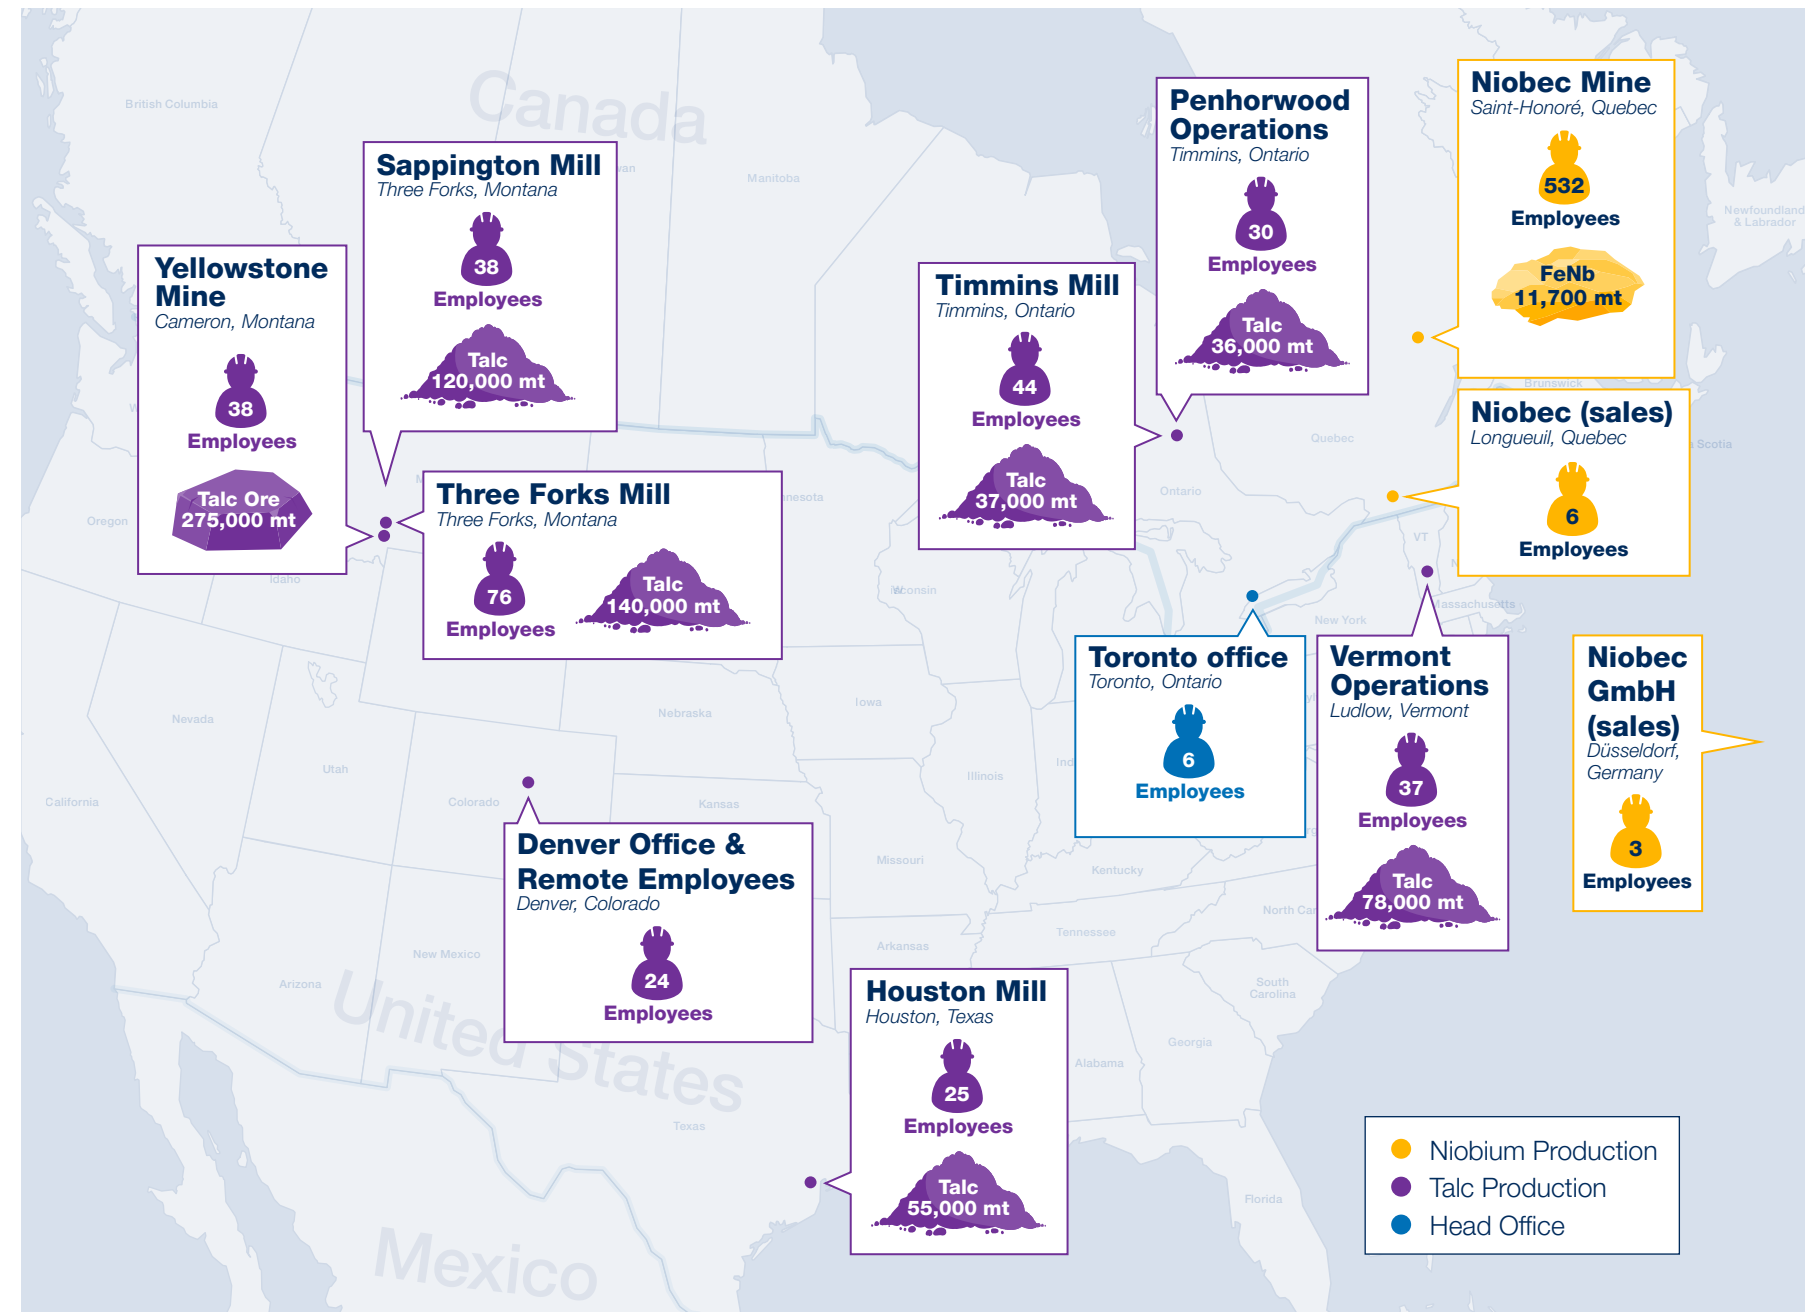 Canada
British Columbia
Manitoba
Newfoundland
& Labrador
Sappington Mill
Three Forks, Montana
38
Employees
Talc
120,000 mt
Yellowstone
Mine
Cameron, Montana
38
Employees
Talc Ore
275,000 mt
Three Forks Mill
Three Forks, Montana
76
Employees
Talc
140,000 mt
Timmins Mill
Timmins, Ontario
44
Employees
Talc
37,000 mt
Penhorwood
Operations
Timmins, Ontario
30
Employees
Talc
36,000 mt
Niobec Mine
Saint-Honoré, Quebec
532
Employees
FeNb
11,700 mt
Brunswick
Niobec (sales)
Longueuil, Quebec
6
Employees
Scotia
Quebec
Ontario
VT
Oregon
Idaho
Massachusetts
New York
Toronto office
Toronto, Ontario
6
Employees
Vermont
Operations
Ludlow, Vermont
37
Employees
Talc
78,000 mt
Niobec
GmbH
(sales)
Düsseldorf,
Germany
3
Employees
Nevada
Utah
California
Colorado
Nebraska
Kansas
Iowa
Illinois
Missouri
Kentucky
Tennessee
Arkansas
New Mexico
Arizona
South
Carolina
Georgia
Alabama
Texas
Florida
Denver Office &
Remote Employees
Denver, Colorado
24
Employees
United States
Houston Mill
Houston, Texas
25
Employees
Talc
55,000 mt
Mexico
Niobium Production
Talc Production
Head Office